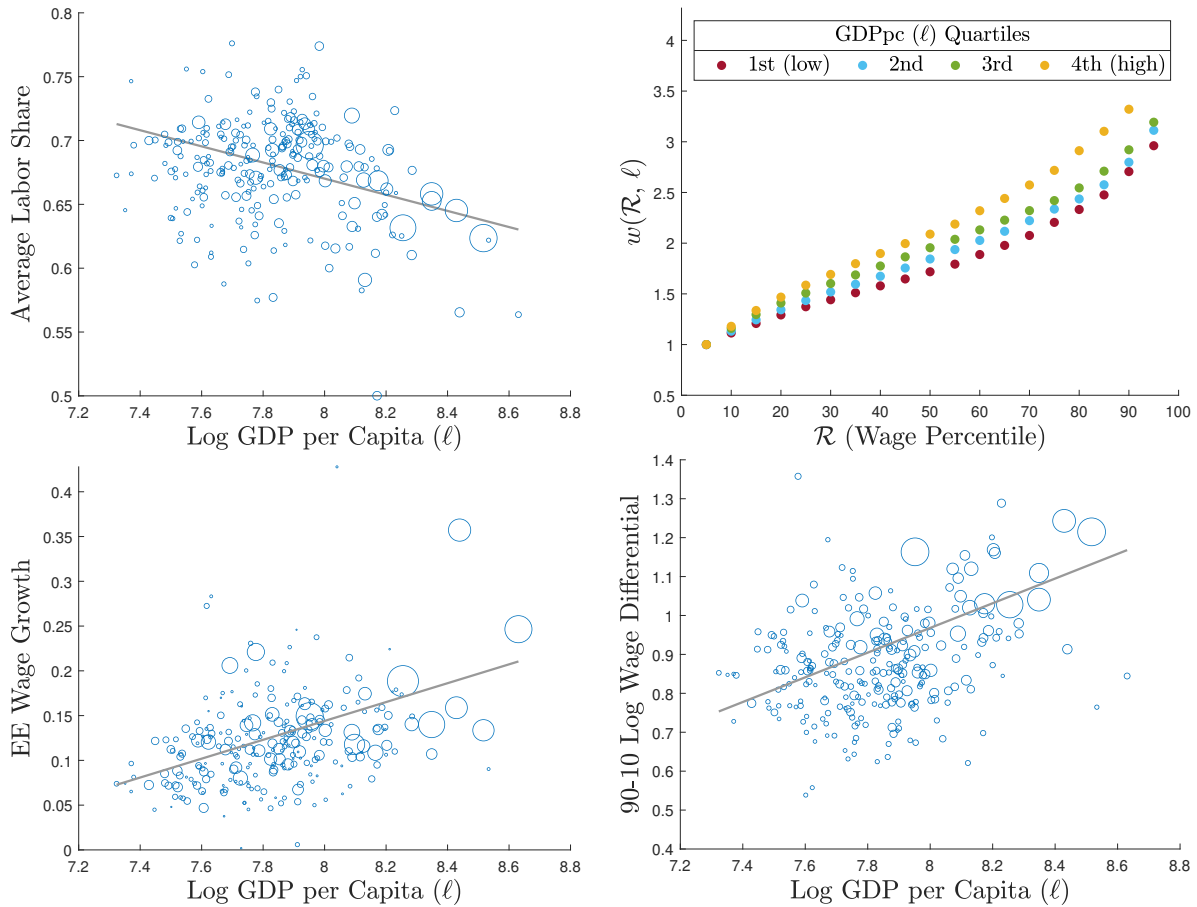 0.8
0.75
0.7
0.65
0.6
0.55
0.5
7.2 7.4 7.6 7.8 8 8.2 8.4 8.6 8.8
Average Labor Share
Log GDP per Capita (ℓ)
GDPpc (ℓ) Quartiles
1st (low) 2nd 3rd 4th (high)
4
3.5
3
2.5
2
1.5
1
0.5
0 10 20 30 40 50 60 70 80 90 100
w(ℛ, ℓ)
ℛ (Wage Percentile)
0.4
0.35
0.3
0.25
0.2
0.15
0.1
0.05
0
7.2 7.4 7.6 7.8 8 8.2 8.4 8.6 8.8
EE Wage Growth
Log GDP per Capita (ℓ)
1.4
1.3
1.2
1.1
1
0.9
0.8
0.7
0.6
0.5
0.4
7.2 7.4 7.6 7.8 8 8.2 8.4 8.6 8.8
90-10 Log Wage Differential
Log GDP per Capita (ℓ)